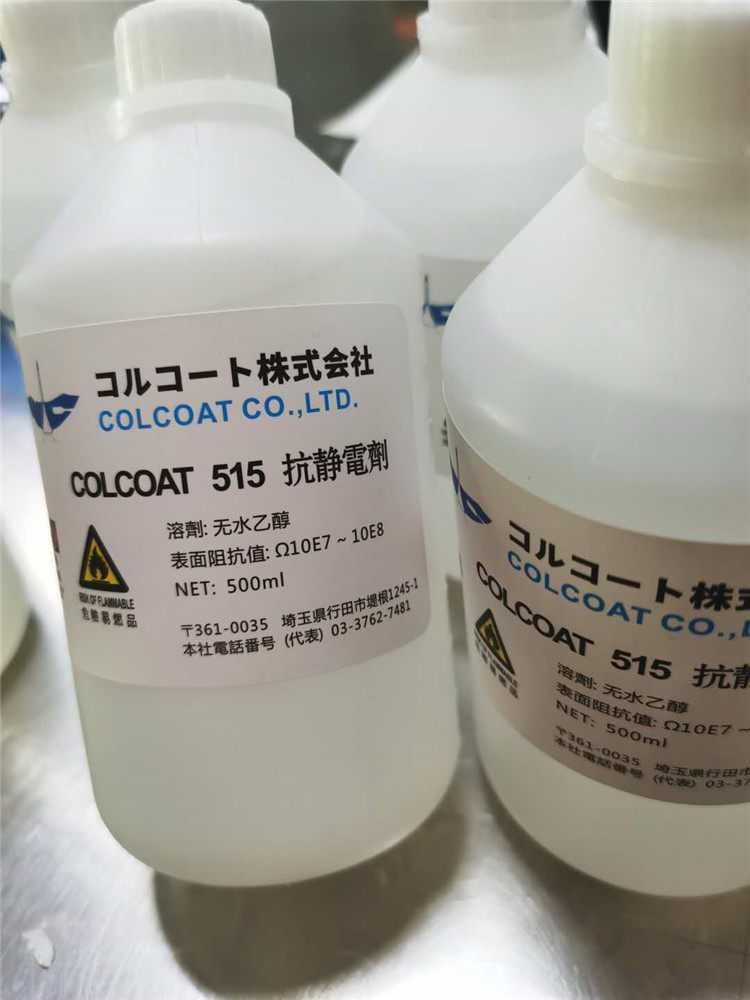 コルコート株式会社
COLCOAT CO.,LTD.
COLCOAT 515 抗静電劑
溶劑: 无水乙醇
表面阻抗值: Ω10E7 ~ 10E8
NET: 500ml
RISK OF FLAMMABLE
危險易燃品
〒361-0035 埼玉県行田市堤根1245-1
本社電話番号 (代表) 03-3762-7481
コルコート株式
COLCOAT CO.,L
COLCOAT 515 抗静
溶劑: 无水乙醇
表面阻抗值: Ω10E7 ~
NET: 500ml
〒361-0035 埼玉県行田市
本社電話番号 (代表) 03-37